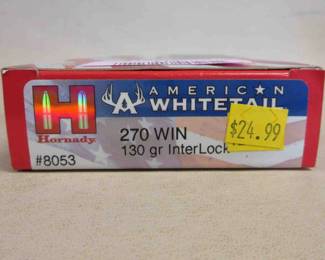 AMERICAN
WHITETAIL
H
Hornady
#8053
270 WIN
130 gr InterLock
$24.99